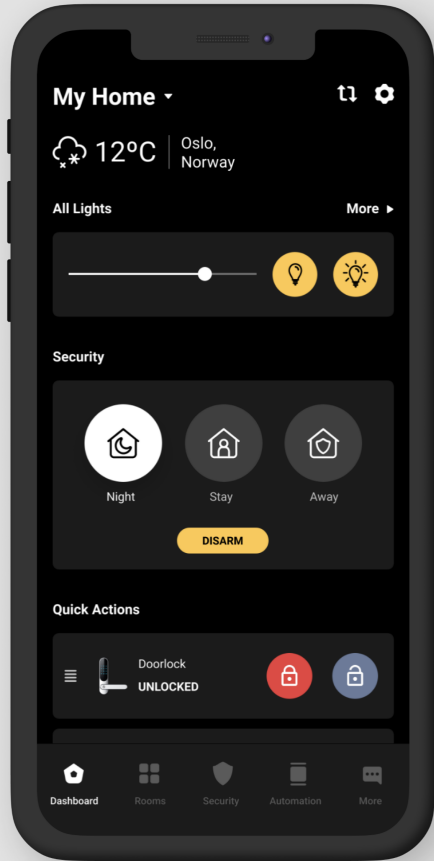 My Home
12°C
Oslo,
Norway
All Lights
More
Security
Night
Stay
Away
DISARM
Quick Actions
Doorlock
UNLOCKED
Dashboard
Rooms
Security
Automation
More